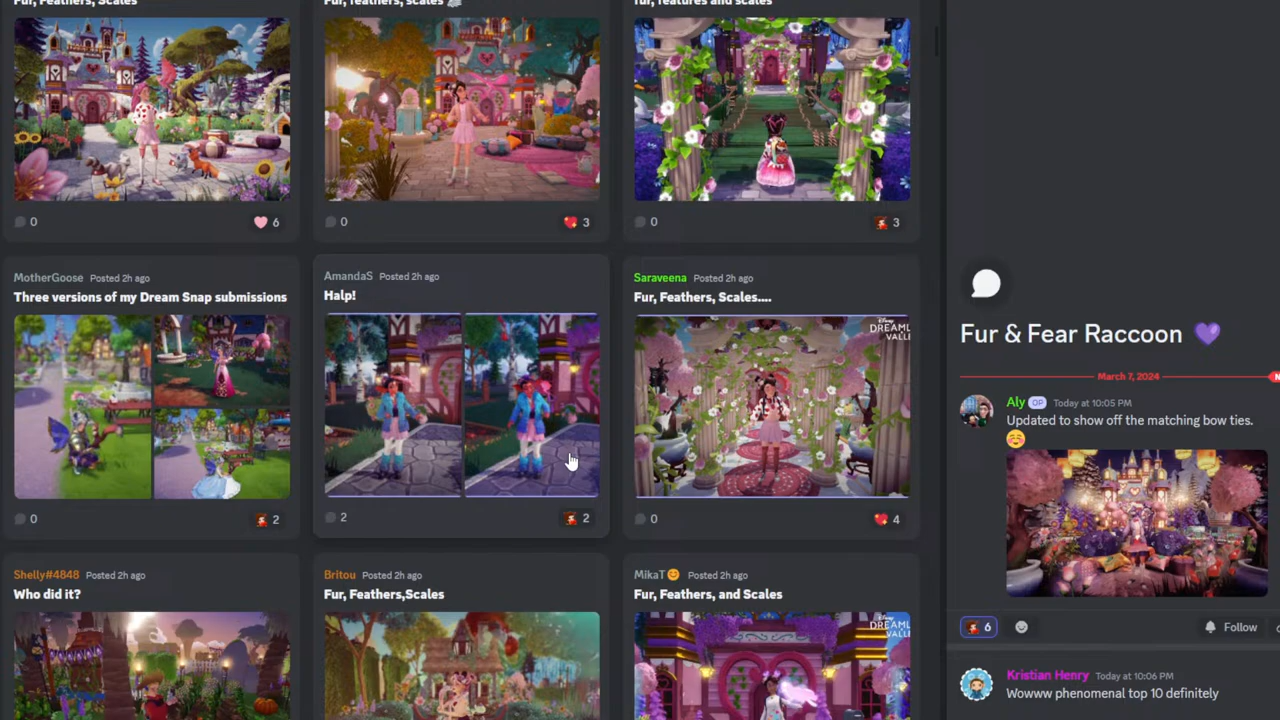 Fur, Feathers, Scales
Fur, feathers, scales
fur, features and scales
0
6
0
3
0
3
MotherGoose Posted 2h ago
Three versions of my Dream Snap submissions
0
2
AmandaS Posted 2h ago
Halp!
2
2
Saraveena Posted 2h ago
Fur, Feathers, Scales....
Disney
DREAML
VALLE
0
4
Shelly#4848 Posted 2h ago
Who did it?
Britou Posted 2h ago
Fur, Feathers,Scales
MikaT Posted 2h ago
Fur, Feathers, and Scales
DREAML
VALLE
Fur & Fear Raccoon 💜
March 7, 2024
N
Aly OP Today at 10:05 PM
Updated to show off the matching bow ties.
☺️
6
Follow
Kristian Henry Today at 10:06 PM
Wowww phenomenal top 10 definitely